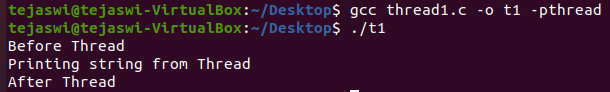 tejaswi@tejaswi-VirtualBox:~/Desktop$ gcc thread1.c -o t1 -pthread
tejaswi@tejaswi-VirtualBox:~/Desktop$ ./t1
Before Thread
Printing string from Thread
After Thread